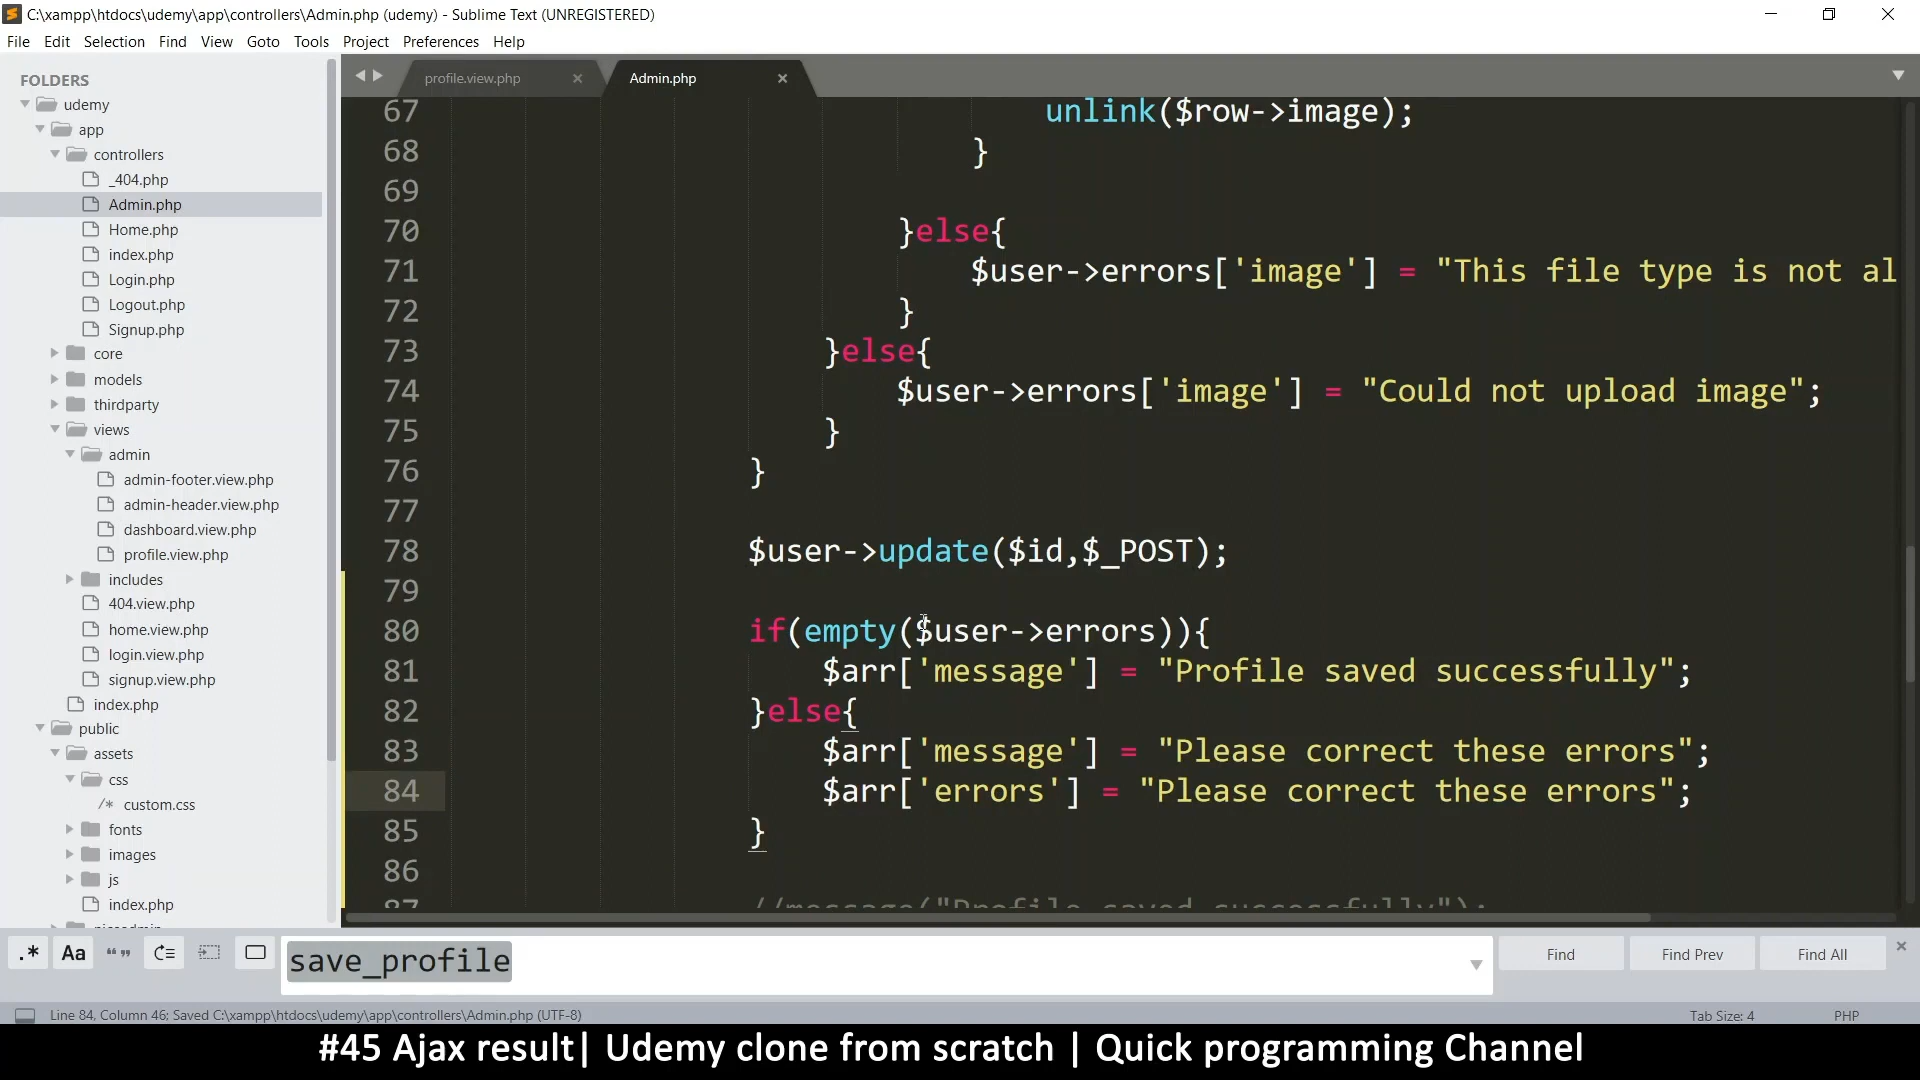 C:\xampp\htdocs\udemy\app\controllers\Admin.php (udemy) - Sublime Text (UNREGISTERED)
File Edit Selection Find View Goto Tools Project Preferences Help
FOLDERS
udemy
app
controllers
_404.php
Admin.php
Home.php
index.php
Login.php
Logout.php
Signup.php
core
models
thirdparty
views
admin
admin-footer.view.php
admin-header.view.php
dashboard.view.php
profile.view.php
includes
404.view.php
home.view.php
login.view.php
signup.view.php
index.php
public
assets
css
/* custom.css
fonts
images
js
index.php
profile.view.php × Admin.php ×
67 unlink($row->image);
68 }
69
70 }else{
71 $user->errors['image'] = "This file type is not al
72 }
73 }else{
74 $user->errors['image'] = "Could not upload image";
75 }
76 }
77
78 $user->update($id,$_POST);
79
80 if(empty($user->errors)){
81 $arr['message'] = "Profile saved successfully";
82 }else{
83 $arr['message'] = "Please correct these errors";
84 $arr['errors'] = "Please correct these errors";
85 }
86
87 //message("Profile saved successfully");
.* Aa “ ” save_profile Find Find Prev Find All ×
Line 84, Column 46; Saved C:\xampp\htdocs\udemy\app\controllers\Admin.php (UTF-8) Tab Size: 4 PHP
#45 Ajax result| Udemy clone from scratch | Quick programming Channel